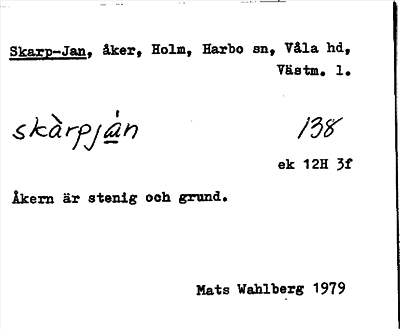 Skarp-Jan, åker, Holm, Harbo sn, Våla hd,
Västm. l.
skàrpják̲n 138
ek 12H 3f
Åkern är stenig och grund.
Mats Wahlberg 1979